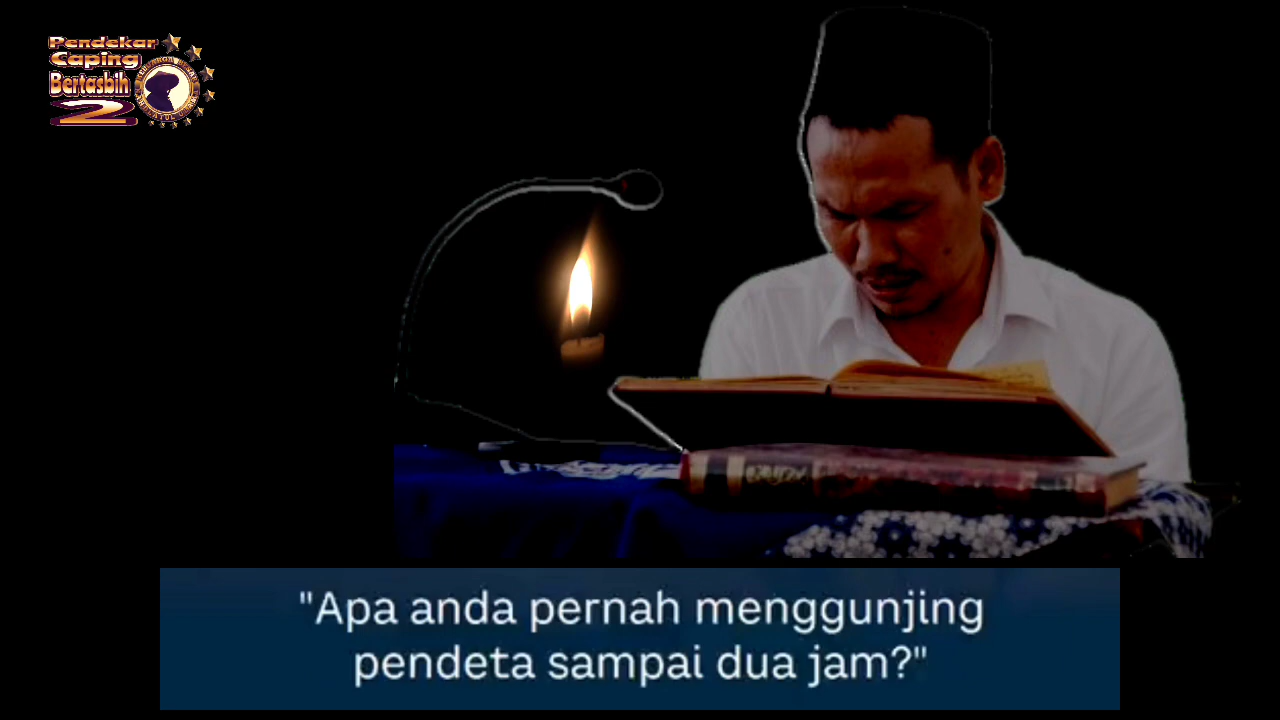 Pendekar
Caping
Bertasbih
2
"Apa anda pernah menggunjing
pendeta sampai dua jam?"